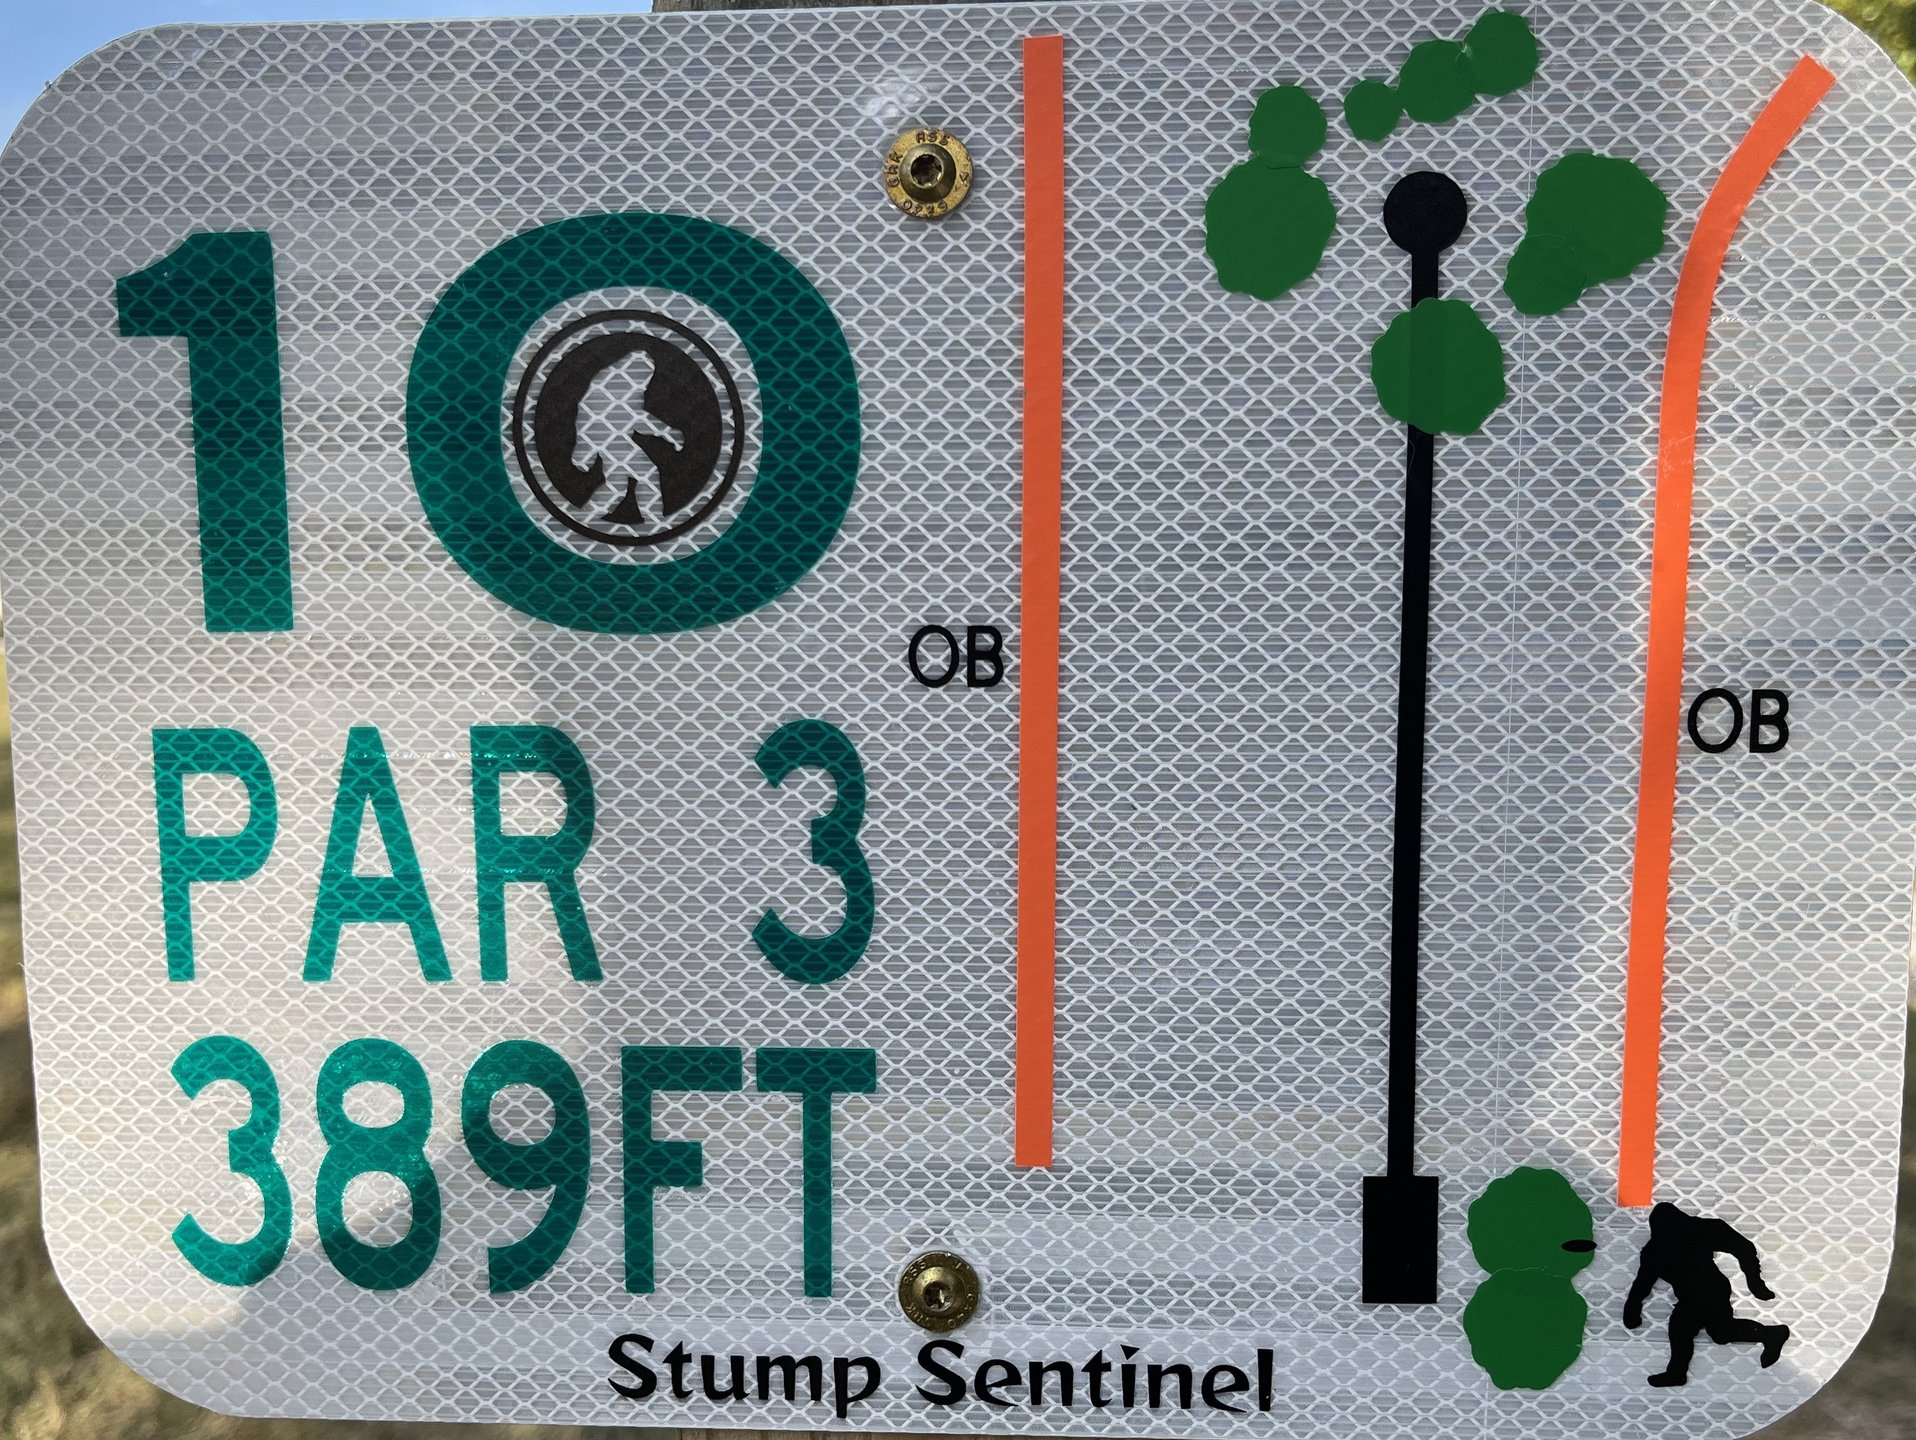 10
PAR 3
389FT
OB
OB
Stump Sentinel